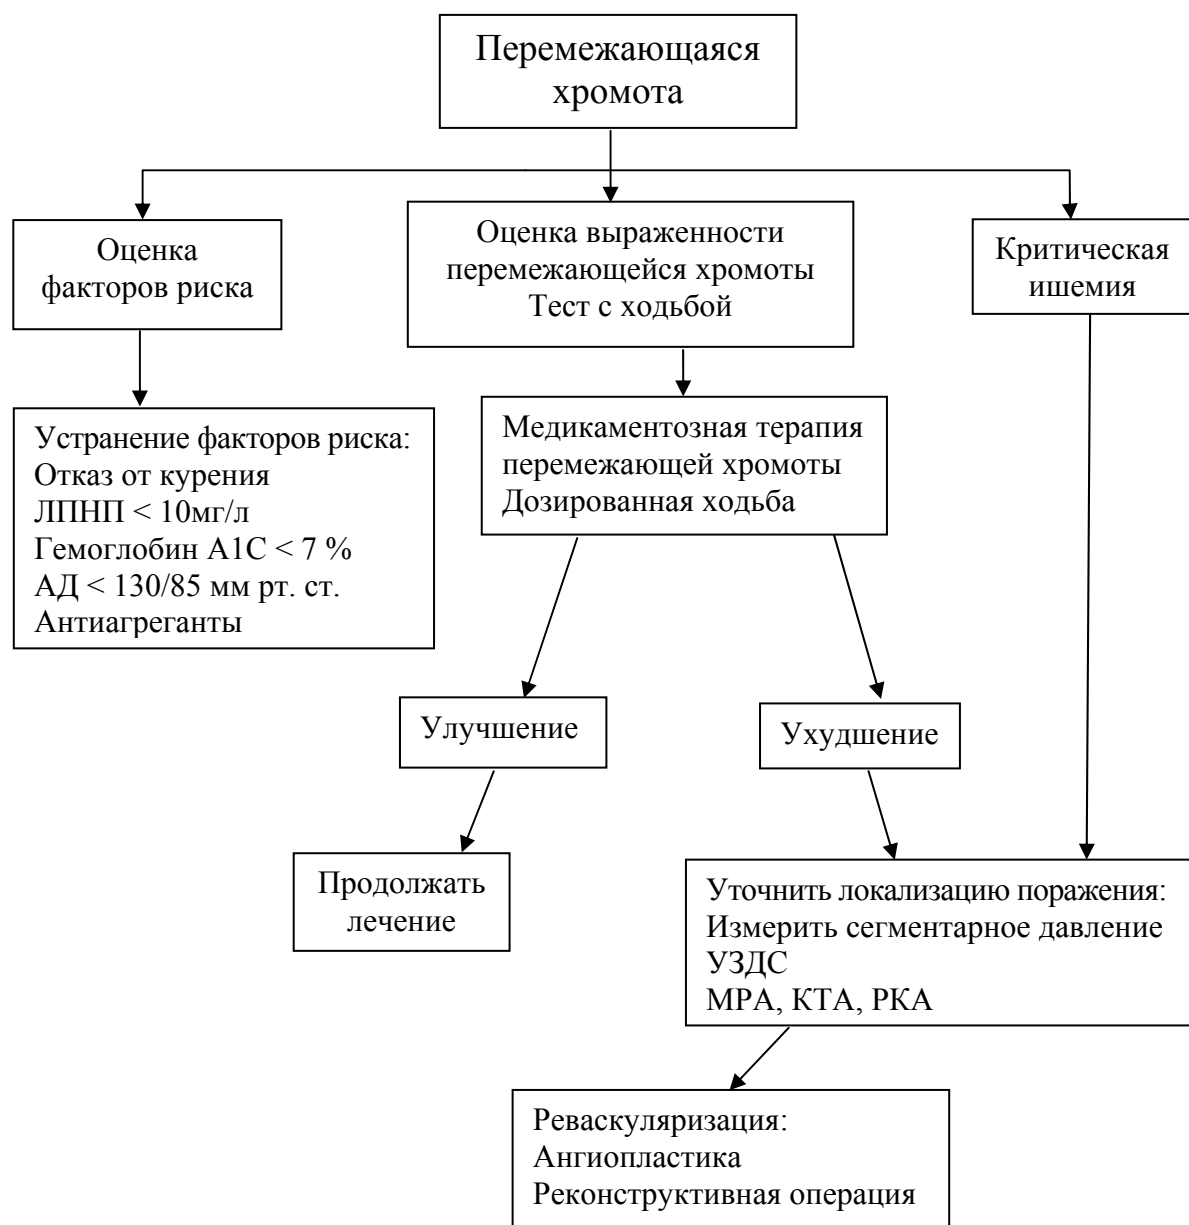 Перемежающаяся
хромота
Оценка
факторов риска
Оценка выраженности
перемежающейся хромоты
Тест с ходьбой
Критическая
ишемия
Устранение факторов риска:
Отказ от курения
ЛПНП < 10мг/л
Гемоглобин А1С < 7 %
АД < 130/85 мм рт. ст.
Антиагреганты
Медикаментозная терапия
перемежающей хромоты
Дозированная ходьба
Улучшение
Ухудшение
Продолжать
лечение
Уточнить локализацию поражения:
Измерить сегментарное давление
УЗДС
МРА, КТА, РКА
Реваскуляризация:
Ангиопластика
Реконструктивная операция